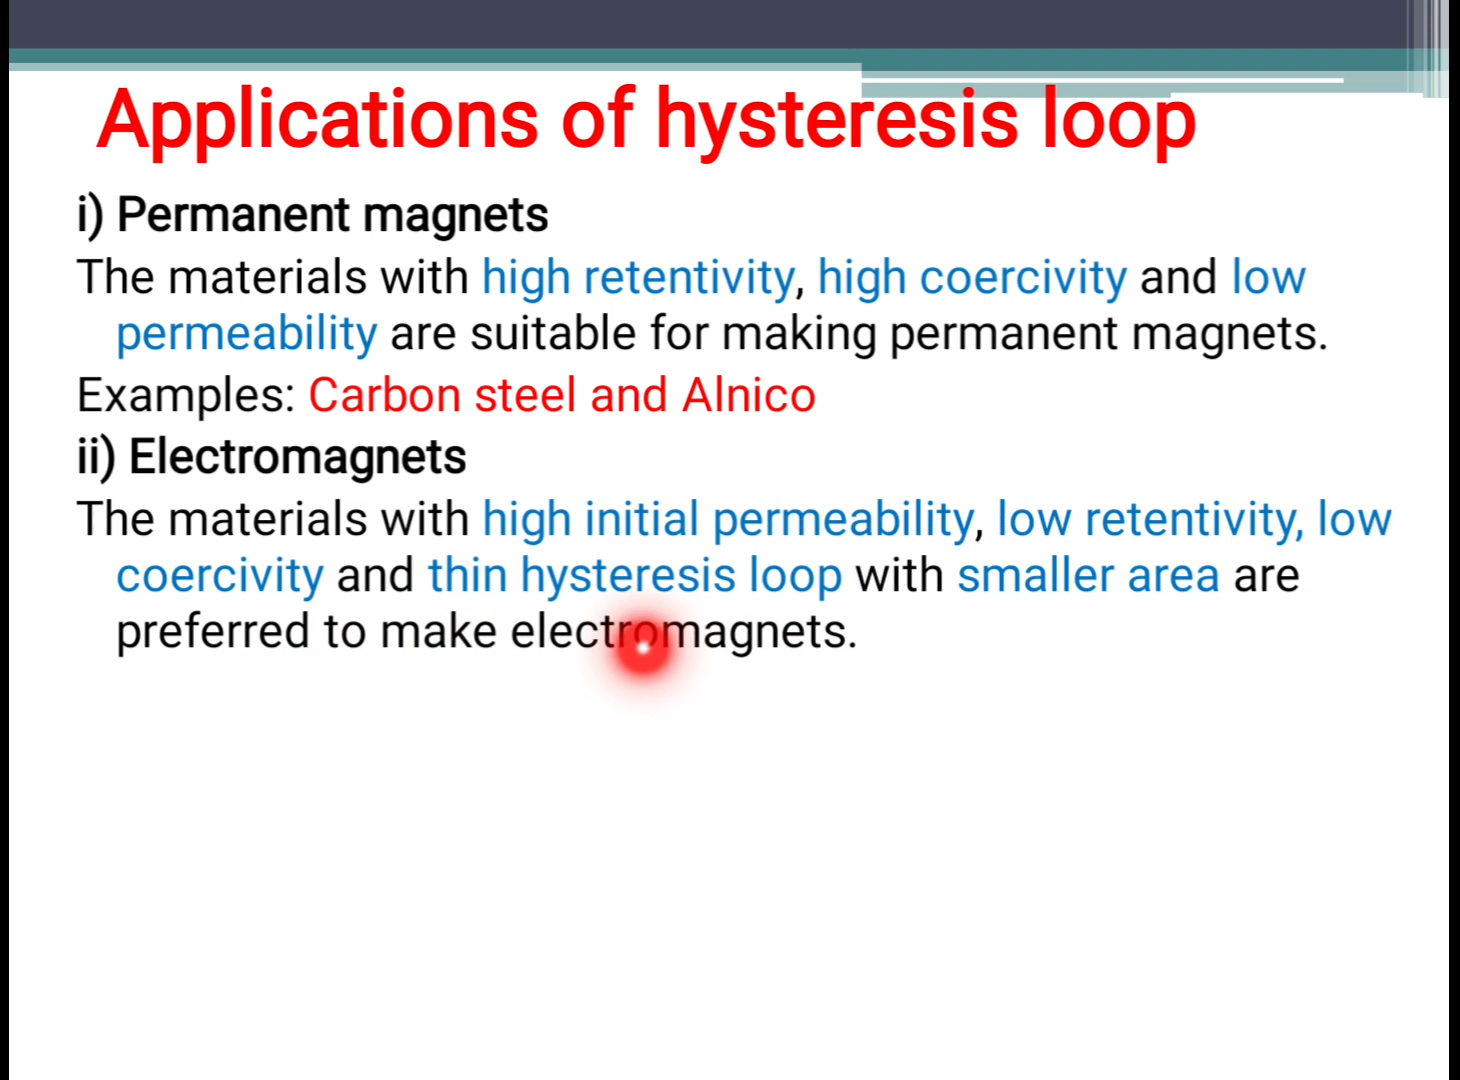 Applications of hysteresis loop
i) Permanent magnets
The materials with high retentivity, high coercivity and low
permeability are suitable for making permanent magnets.
Examples: Carbon steel and Alnico
ii) Electromagnets
The materials with high initial permeability, low retentivity, low
coercivity and thin hysteresis loop with smaller area are
preferred to make electromagnets.